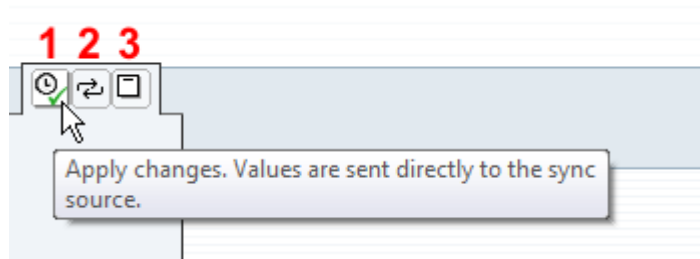 1 2 3
Apply changes. Values are sent directly to the sync
source.